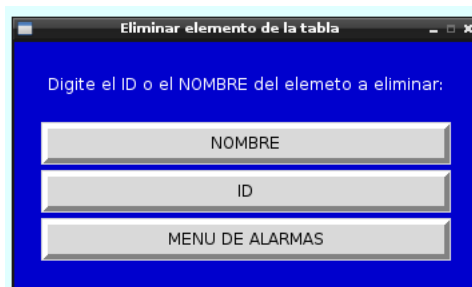 Eliminar elemento de la tabla
Digite el ID o el NOMBRE del elemeto a eliminar:
NOMBRE
ID
MENU DE ALARMAS